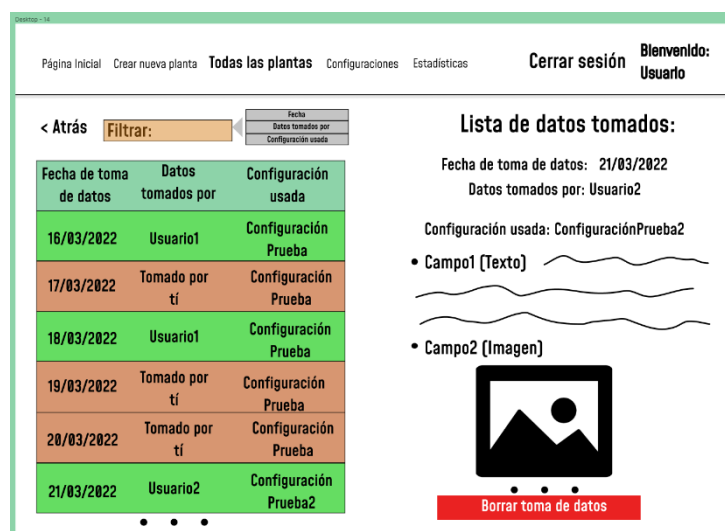 Desktop - 14
Página Inicial Crear nueva planta Todas las plantas Configuraciones Estadísticas Cerrar sesión Bienvenido:
Usuario
< Atrás
Filtrar:
Fecha
Datos tomados por
Configuración usada
Fecha de toma de datos Datos tomados por Configuración usada
16/03/2022 Usuario1 Configuración Prueba
17/03/2022 Tomado por tí Configuración Prueba
18/03/2022 Usuario1 Configuración Prueba
19/03/2022 Tomado por tí Configuración Prueba
20/03/2022 Tomado por tí Configuración Prueba
21/03/2022 Usuario2 Configuración Prueba2
Lista de datos tomados:
Fecha de toma de datos: 21/03/2022
Datos tomados por: Usuario2
Configuración usada: ConfiguraciónPrueba2
• Campo1 (Texto)
• Campo2 (Imagen)
Borrar toma de datos